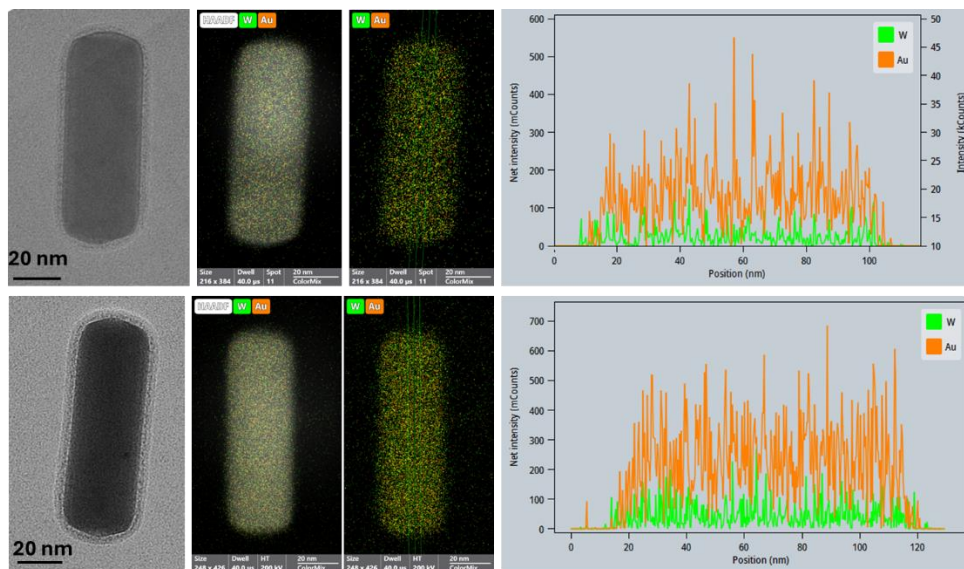 20 nm
HAADF W Au
Size Dwell Spot 20 nm
216 x 384 40.0 µs 11 ColorMix
W Au
Size Dwell Spot 20 nm
216 x 384 40.0 µs 11 ColorMix
600
500
400
300
200
100
0
Net intensity (mCounts)
50
45
40
35
30
25
20
15
10
Intensity (kCounts)
W
Au
0 20 40 60 80 100
Position (nm)
20 nm
HAADF W Au
Size Dwell HT 20 nm
248 x 426 40.0 µs 200 kV ColorMix
W Au
Size Dwell HT 20 nm
248 x 426 40.0 µs 200 kV ColorMix
700
600
500
400
300
200
100
0
Net intensity (mCounts)
W
Au
0 20 40 60 80 100 120
Position (nm)